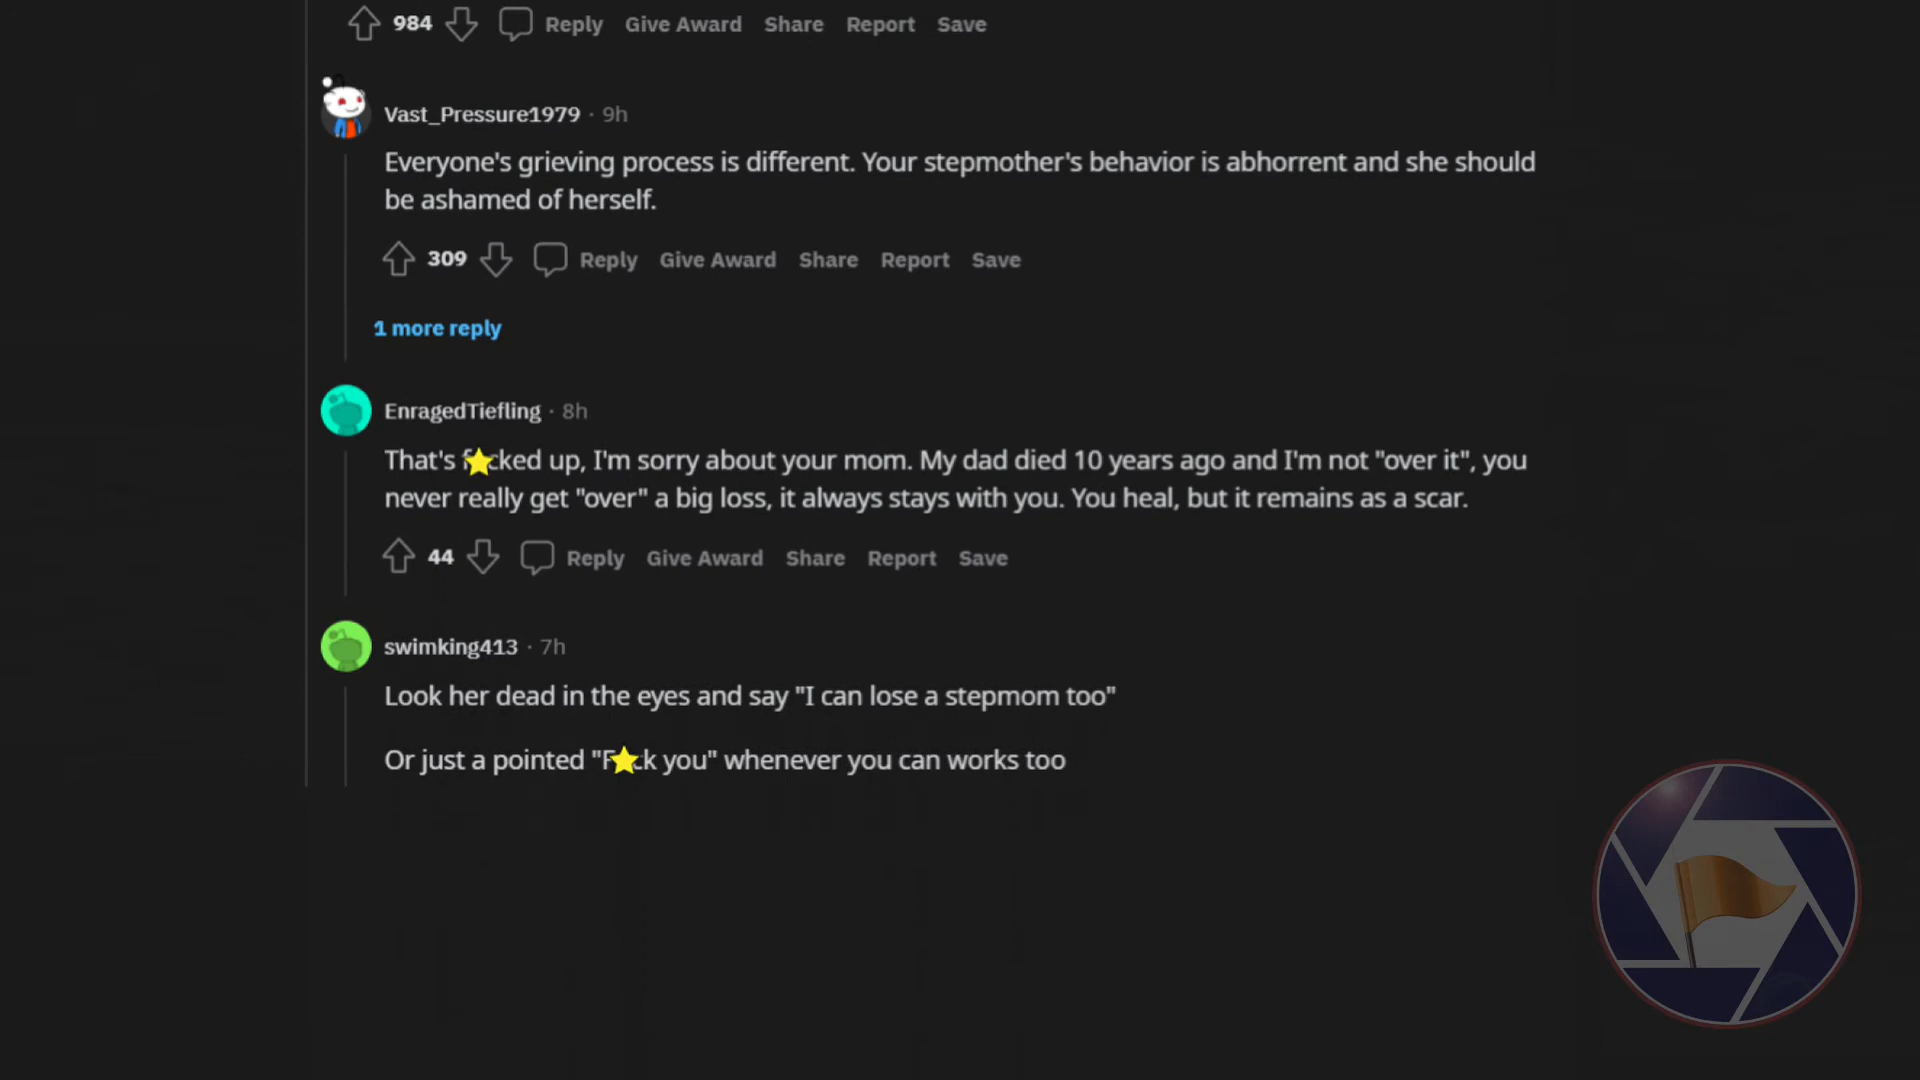 984 Reply Give Award Share Report Save
Vast_Pressure1979 · 9h
Everyone's grieving process is different. Your stepmother's behavior is abhorrent and she should
be ashamed of herself.
309 Reply Give Award Share Report Save
1 more reply
EnragedTiefling · 8h
That's f⭐cked up, I'm sorry about your mom. My dad died 10 years ago and I'm not "over it", you
never really get "over" a big loss, it always stays with you. You heal, but it remains as a scar.
44 Reply Give Award Share Report Save
swimking413 · 7h
Look her dead in the eyes and say "I can lose a stepmom too"
Or just a pointed "F⭐ck you" whenever you can works too